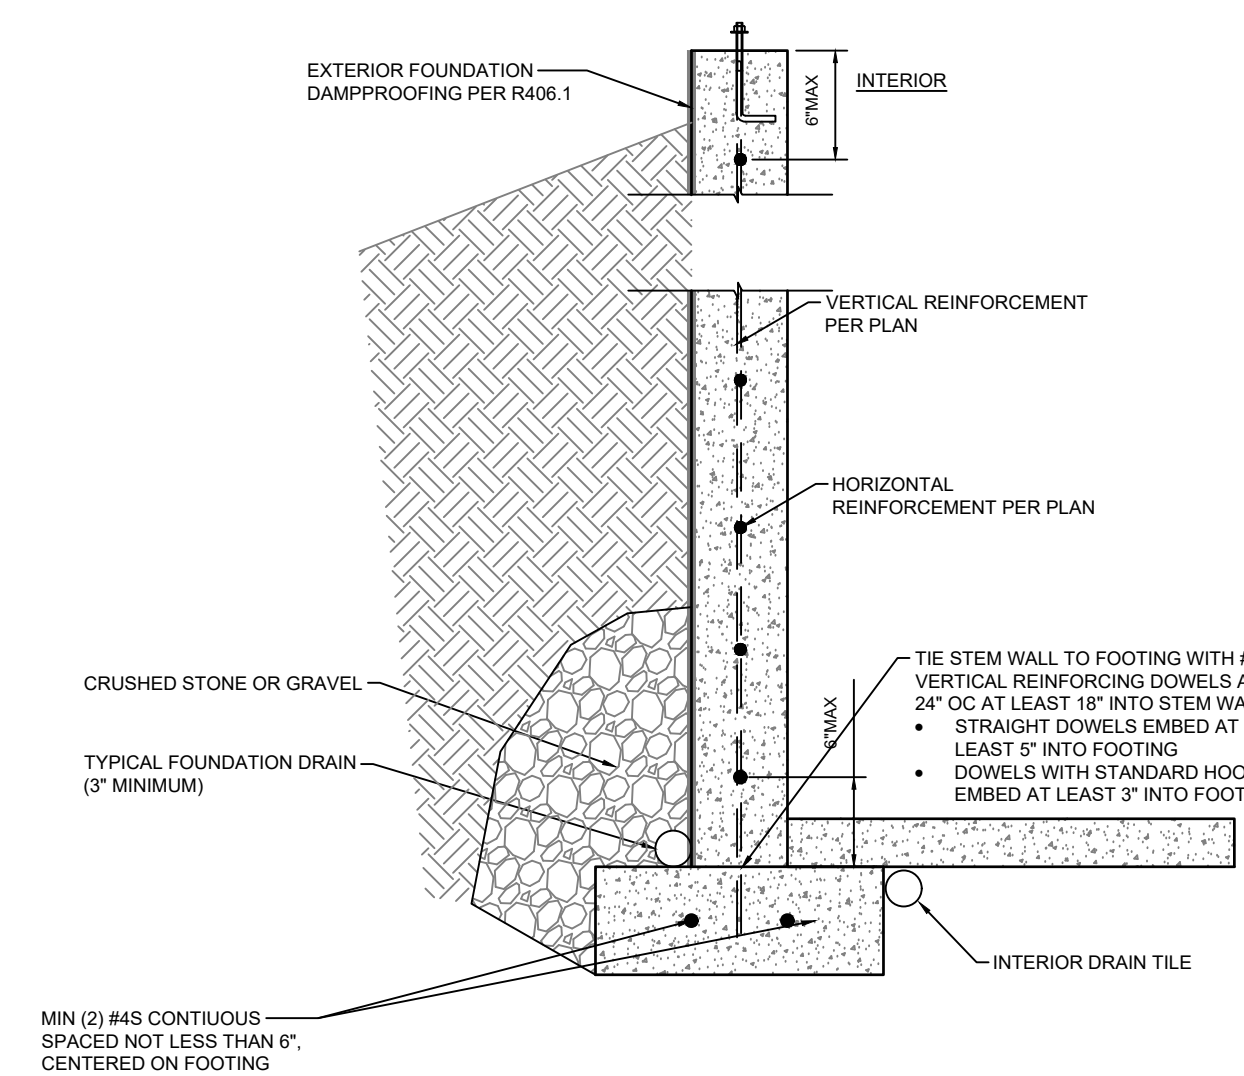 EXTERIOR FOUNDATION
DAMPPROOFING PER R406.1
6"MAX
INTERIOR
VERTICAL REINFORCEMENT
PER PLAN
HORIZONTAL
REINFORCEMENT PER PLAN
TIE STEM WALL TO FOOTING WITH #
VERTICAL REINFORCING DOWELS A
24" OC AT LEAST 18" INTO STEM WA
• STRAIGHT DOWELS EMBED AT
LEAST 5" INTO FOOTING
• DOWELS WITH STANDARD HOO
EMBED AT LEAST 3" INTO FOOT
6"MAX
CRUSHED STONE OR GRAVEL
TYPICAL FOUNDATION DRAIN
(3" MINIMUM)
INTERIOR DRAIN TILE
MIN (2) #4S CONTIUOUS
SPACED NOT LESS THAN 6",
CENTERED ON FOOTING